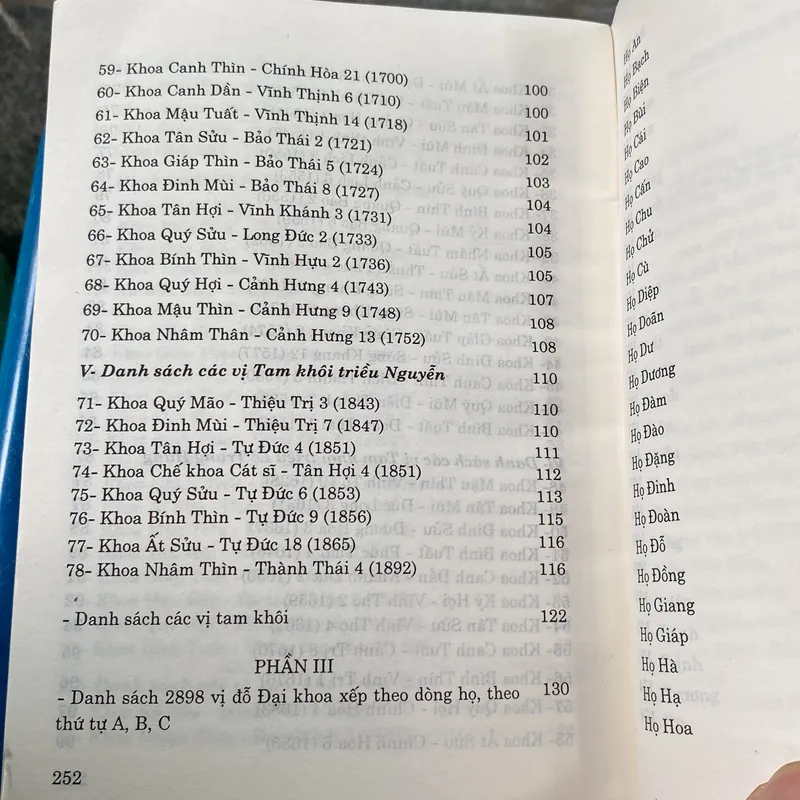 59- Khoa Canh Thìn - Chính Hòa 21 (1700) 100
60- Khoa Canh Dần - Vĩnh Thịnh 6 (1710) 100
61- Khoa Mậu Tuất - Vĩnh Thịnh 14 (1718) 101
62- Khoa Tân Sửu - Bảo Thái 2 (1721) 102
63- Khoa Giáp Thìn - Bảo Thái 5 (1724) 103
64- Khoa Đinh Mùi - Bảo Thái 8 (1727) 104
65- Khoa Tân Hợi - Vĩnh Khánh 3 (1731) 104
66- Khoa Quý Sửu - Long Đức 2 (1733) 105
67- Khoa Bính Thìn - Vĩnh Hựu 2 (1736) 105
68- Khoa Quý Hợi - Cảnh Hưng 4 (1743) 107
69- Khoa Mậu Thìn - Cảnh Hưng 9 (1748) 108
70- Khoa Nhâm Thân - Cảnh Hưng 13 (1752) 108
V- Danh sách các vị Tam khôi triều Nguyễn 110
71- Khoa Quý Mão - Thiệu Trị 3 (1843) 110
72- Khoa Đinh Mùi - Thiệu Trị 7 (1847) 110
73- Khoa Tân Hợi - Tự Đức 4 (1851) 111
74- Khoa Chế khoa Cát sĩ - Tân Hợi 4 (1851) 112
75- Khoa Quý Sửu - Tự Đức 6 (1853) 113
76- Khoa Bính Thìn - Tự Đức 9 (1856) 115
77- Khoa Ất Sửu - Tự Đức 18 (1865) 116
78- Khoa Nhâm Thìn - Thành Thái 4 (1892) 116
- Danh sách các vị tam khôi 122
PHẦN III
- Danh sách 2898 vị đỗ Đại khoa xếp theo dòng họ, theo 130
thứ tự A, B, C
252
Họ An
Họ Bạch
Họ Biên
Họ Bùi
Họ Cái
Họ Cao
Họ Cấn
Họ Chu
Họ Chử
Họ Cù
Họ Diệp
Họ Doãn
Họ Dư
Họ Dương
Họ Đàm
Họ Đào
Họ Đặng
Họ Đinh
Họ Đoàn
Họ Đỗ
Họ Đồng
Họ Giang
Họ Giáp
Họ Hà
Họ Hạ
Họ Hoa